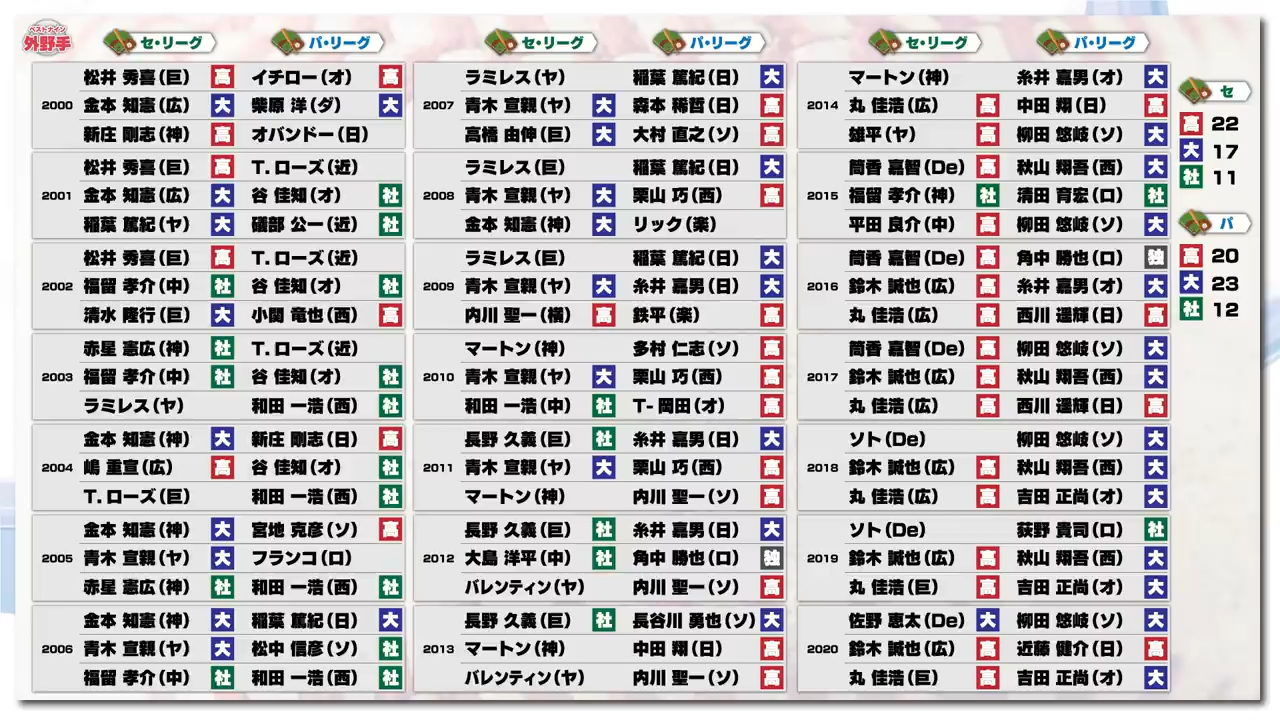 ベストナイン
外野手
セ・リーグ パ・リーグ
2000
松井 秀喜(巨) 高 イチロー(オ) 高
金本 知憲(広) 大 柴原 洋(ダ) 大
新庄 剛志(神) 高 オバンドー(日)
2001
松井 秀喜(巨) 高 T.ローズ(近)
金本 知憲(広) 大 谷 佳知(オ) 社
稲葉 篤紀(ヤ) 大 礒部 公一(近) 社
2002
松井 秀喜(巨) 高 T.ローズ(近)
福留 孝介(中) 社 谷 佳知(オ) 社
清水 隆行(巨) 大 小関 竜也(西) 高
2003
赤星 憲広(神) 社 T.ローズ(近)
福留 孝介(中) 社 谷 佳知(オ) 社
ラミレス(ヤ) 和田 一浩(西) 社
2004
金本 知憲(神) 大 新庄 剛志(日) 高
嶋 重宣(広) 高 谷 佳知(オ) 社
T.ローズ(巨) 和田 一浩(西) 社
2005
金本 知憲(神) 大 宮地 克彦(ソ) 高
青木 宣親(ヤ) 大 フランコ(ロ)
赤星 憲広(神) 社 和田 一浩(西) 社
2006
金本 知憲(神) 大 稲葉 篤紀(日) 大
青木 宣親(ヤ) 大 松中 信彦(ソ) 社
福留 孝介(中) 社 和田 一浩(西) 社
セ・リーグ パ・リーグ
2007
ラミレス(ヤ) 稲葉 篤紀(日) 大
青木 宣親(ヤ) 大 森本 稀哲(日) 高
高橋 由伸(巨) 大 大村 直之(ソ) 高
2008
ラミレス(巨) 稲葉 篤紀(日) 大
青木 宣親(ヤ) 大 栗山 巧(西) 高
金本 知憲(神) 大 リック(楽)
2009
ラミレス(巨) 稲葉 篤紀(日) 大
青木 宣親(ヤ) 大 糸井 嘉男(日) 大
内川 聖一(横) 高 鉄平(楽) 高
2010
マートン(神) 多村 仁志(ソ) 高
青木 宣親(ヤ) 大 栗山 巧(西) 高
和田 一浩(中) 社 T-岡田(オ) 高
2011
長野 久義(巨) 社 糸井 嘉男(日) 大
青木 宣親(ヤ) 大 栗山 巧(西) 高
マートン(神) 内川 聖一(ソ) 高
2012
長野 久義(巨) 社 糸井 嘉男(日) 大
大島 洋平(中) 社 角中 勝也(ロ) 独
バレンティン(ヤ) 内川 聖一(ソ) 高
2013
長野 久義(巨) 社 長谷川 勇也(ソ) 大
マートン(神) 中田 翔(日) 高
バレンティン(ヤ) 内川 聖一(ソ) 高
セ・リーグ パ・リーグ
2014
マートン(神) 糸井 嘉男(オ) 大
丸 佳浩(広) 高 中田 翔(日) 高
雄平(ヤ) 高 柳田 悠岐(ソ) 大
2015
筒香 嘉智(De) 高 秋山 翔吾(西) 大
福留 孝介(神) 社 清田 育宏(ロ) 社
平田 良介(中) 高 柳田 悠岐(ソ) 大
2016
筒香 嘉智(De) 高 角中 勝也(ロ) 独
鈴木 誠也(広) 高 糸井 嘉男(オ) 大
丸 佳浩(広) 高 西川 遥輝(日) 高
2017
筒香 嘉智(De) 高 柳田 悠岐(ソ) 大
鈴木 誠也(広) 高 秋山 翔吾(西) 大
丸 佳浩(広) 高 西川 遥輝(日) 高
2018
ソト(De) 柳田 悠岐(ソ) 大
鈴木 誠也(広) 高 秋山 翔吾(西) 大
丸 佳浩(広) 高 吉田 正尚(オ) 大
2019
ソト(De) 荻野 貴司(ロ) 社
鈴木 誠也(広) 高 秋山 翔吾(西) 大
丸 佳浩(巨) 高 吉田 正尚(オ) 大
2020
佐野 恵太(De) 大 柳田 悠岐(ソ) 大
鈴木 誠也(広) 高 近藤 健介(日) 高
丸 佳浩(巨) 高 吉田 正尚(オ) 大
セ
高 22
大 17
社 11
パ
高 20
大 23
社 12